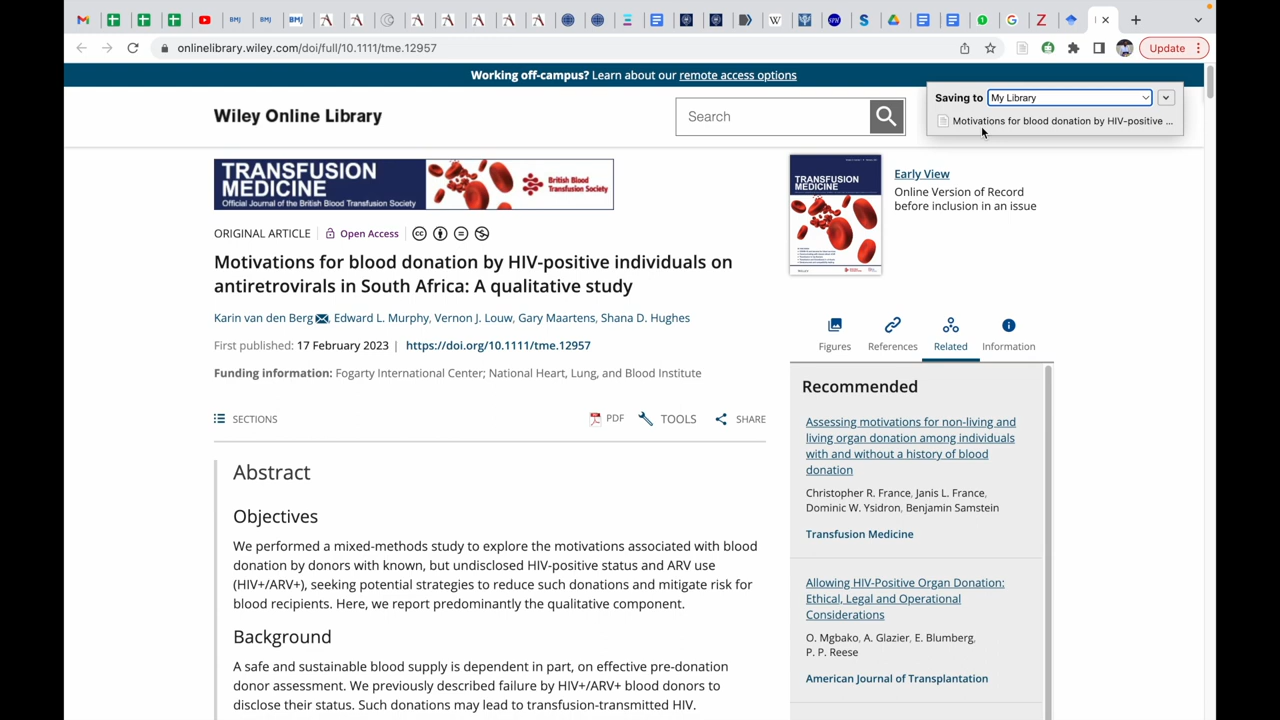 BMJ
BMJ
BMJ
onlinelibrary.wiley.com/doi/full/10.1111/tme.12957
Update
Working off-campus? Learn about our remote access options
Saving to My Library
Motivations for blood donation by HIV-positive ...
Wiley Online Library
Search
TRANSFUSION
MEDICINE
Official Journal of the British Blood Transfusion Society
British Blood
Transfusion Society
TRANSFUSION
MEDICINE
Early View
Online Version of Record
before inclusion in an issue
ORIGINAL ARTICLE
Open Access
Motivations for blood donation by HIV-positive individuals on
antiretrovirals in South Africa: A qualitative study
Karin van den Berg, Edward L. Murphy, Vernon J. Louw, Gary Maartens, Shana D. Hughes
First published: 17 February 2023 | https://doi.org/10.1111/tme.12957
Funding information: Fogarty International Center; National Heart, Lung, and Blood Institute
SECTIONS
PDF
TOOLS
SHARE
Abstract
Objectives
We performed a mixed-methods study to explore the motivations associated with blood
donation by donors with known, but undisclosed HIV-positive status and ARV use
(HIV+/ARV+), seeking potential strategies to reduce such donations and mitigate risk for
blood recipients. Here, we report predominantly the qualitative component.
Background
A safe and sustainable blood supply is dependent in part, on effective pre-donation
donor assessment. We previously described failure by HIV+/ARV+ blood donors to
disclose their status. Such donations may lead to transfusion-transmitted HIV.
Figures
References
Related
Information
Recommended
Assessing motivations for non-living and
living organ donation among individuals
with and without a history of blood
donation
Christopher R. France, Janis L. France,
Dominic W. Ysidron, Benjamin Samstein
Transfusion Medicine
Allowing HIV-Positive Organ Donation:
Ethical, Legal and Operational
Considerations
O. Mgbako, A. Glazier, E. Blumberg,
P. P. Reese
American Journal of Transplantation